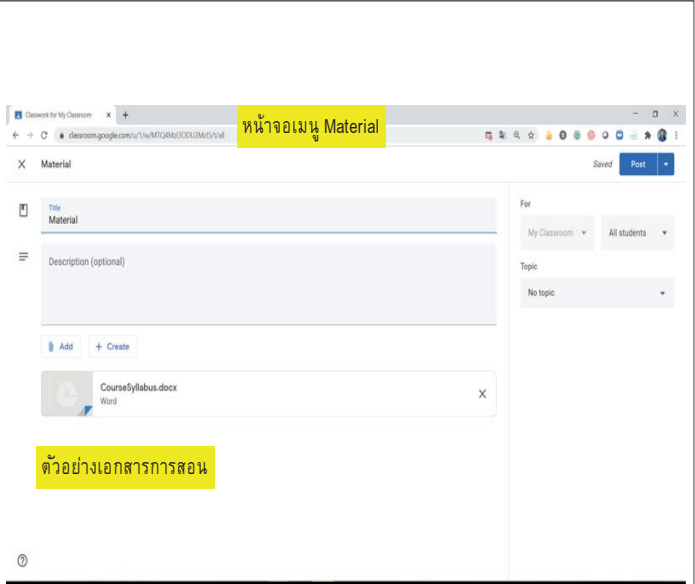 Classwork for My Classroom
หน้าจอเมนู Material
Material
Saved
Post
Title
Material
Description (optional)
For
My Classroom
All students
Topic
No topic
Add
+ Create
CourseSyllabus.docx
Word
ตัวอย่างเอกสารการสอน